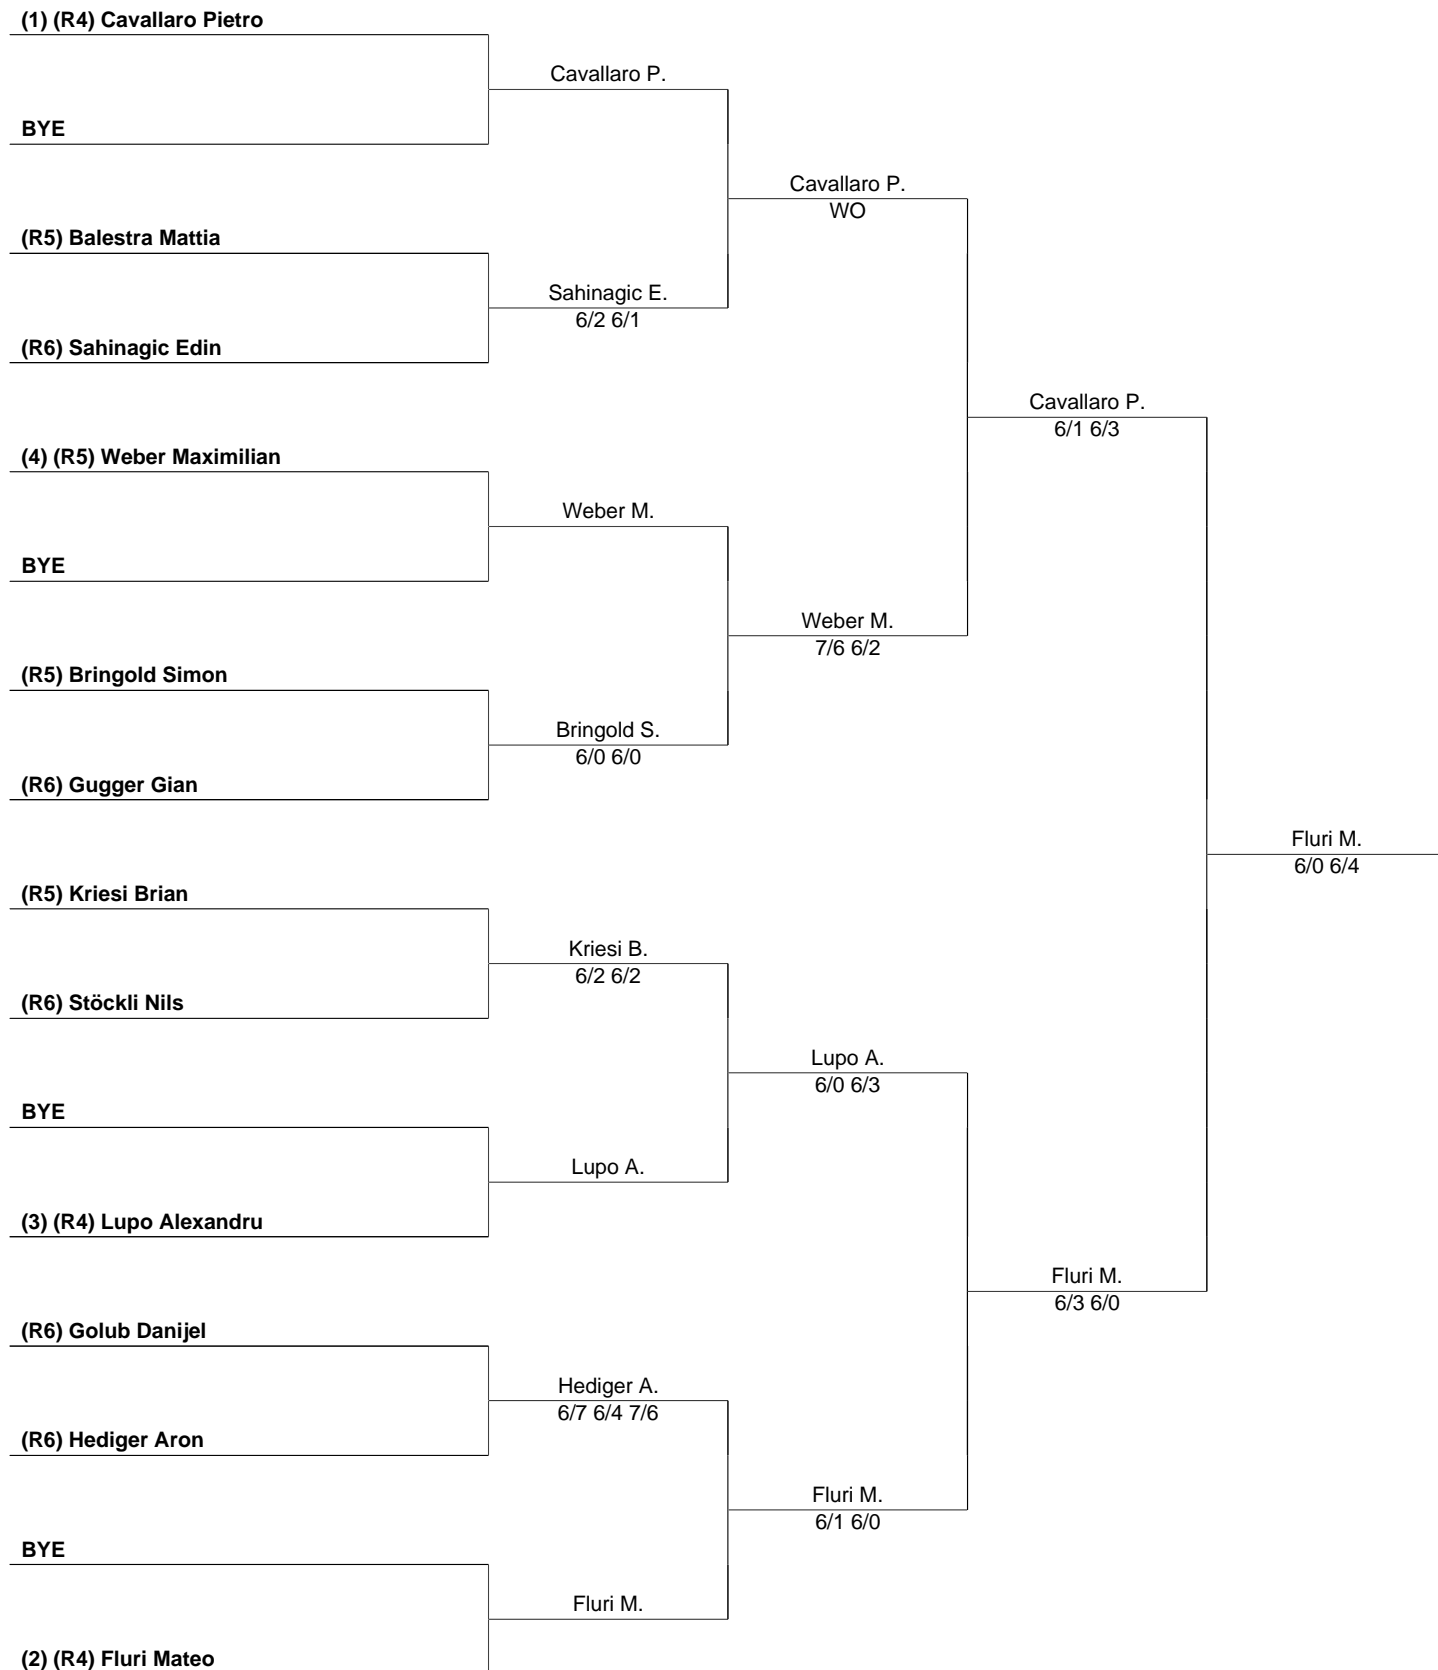 (1) (R4) Cavallaro Pietro
Cavallaro P.
BYE
Cavallaro P.
WO
(R5) Balestra Mattia
Sahinagic E.
6/2 6/1
(R6) Sahinagic Edin
Cavallaro P.
6/1 6/3
(4) (R5) Weber Maximilian
Weber M.
BYE
Weber M.
7/6 6/2
(R5) Bringold Simon
Bringold S.
6/0 6/0
(R6) Gugger Gian
Fluri M.
6/0 6/4
(R5) Kriesi Brian
Kriesi B.
6/2 6/2
(R6) Stöckli Nils
Lupo A.
6/0 6/3
BYE
Lupo A.
(3) (R4) Lupo Alexandru
Fluri M.
6/3 6/0
(R6) Golub Danijel
Hediger A.
6/7 6/4 7/6
(R6) Hediger Aron
Fluri M.
6/1 6/0
BYE
Fluri M.
(2) (R4) Fluri Mateo